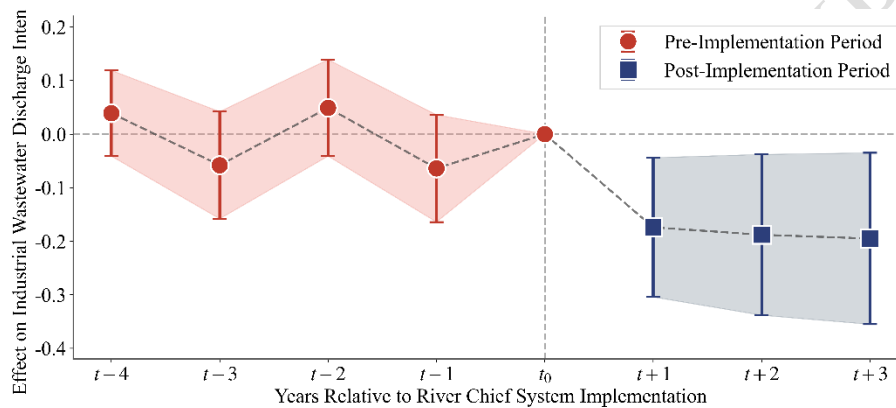 Effect on Industrial Wastewater Discharge Inten
0.2
0.1
0.0
-0.1
-0.2
-0.3
-0.4
Pre-Implementation Period
Post-Implementation Period
t−4 t−3 t−2 t−1 t0 t+1 t+2 t+3
Years Relative to River Chief System Implementation